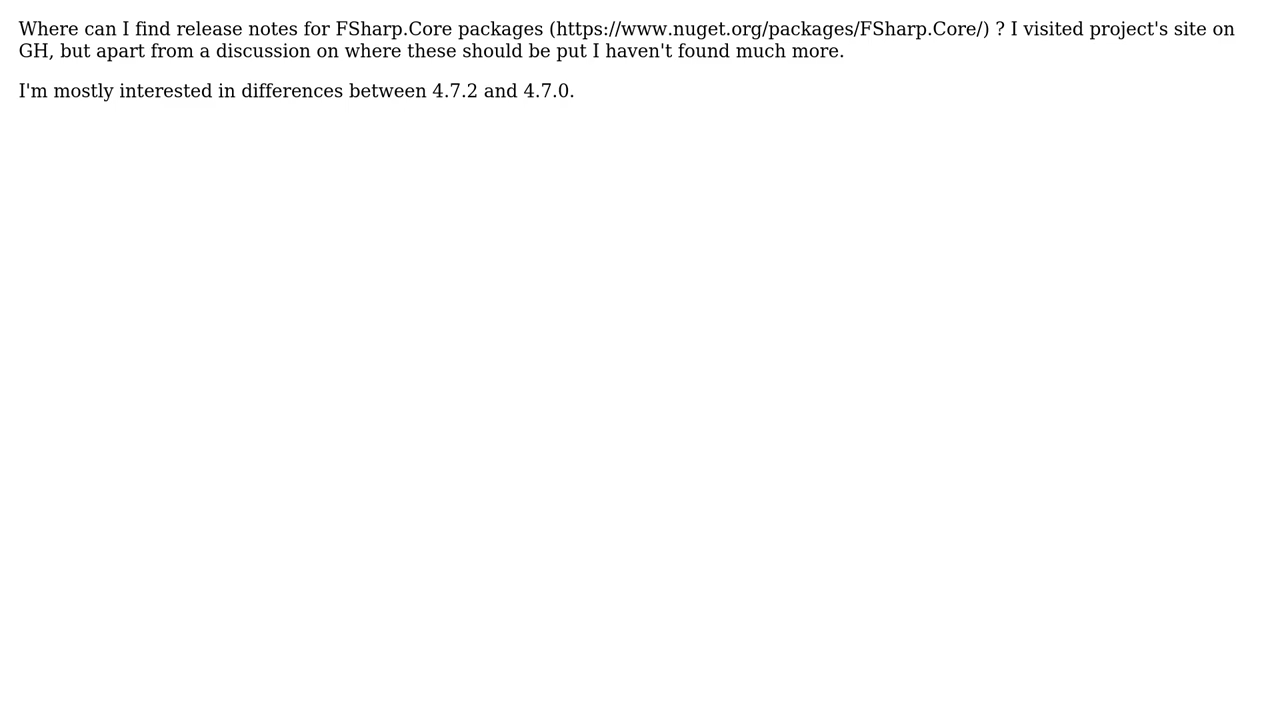 Where can I find release notes for FSharp.Core packages (https://www.nuget.org/packages/FSharp.Core/) ? I visited project's site on
GH, but apart from a discussion on where these should be put I haven't found much more.
I'm mostly interested in differences between 4.7.2 and 4.7.0.